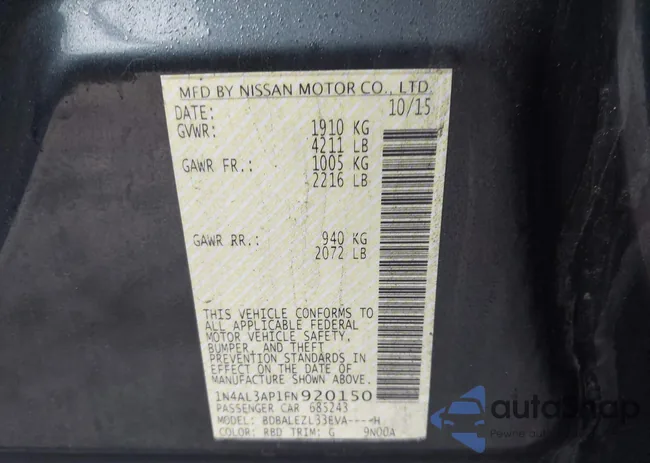 MFD BY NISSAN MOTOR CO., LTD.
DATE: 10/15
GVWR: 1910 KG
4211 LB
GAWR FR.: 1005 KG
2216 LB
GAWR RR.: 940 KG
2072 LB
THIS VEHICLE CONFORMS TO
ALL APPLICABLE FEDERAL
MOTOR VEHICLE SAFETY,
BUMPER, AND THEFT
PREVENTION STANDARDS IN
EFFECT ON THE DATE OF
MANUFACTURE SHOWN ABOVE.
1N4AL3AP1FN920150
PASSENGER CAR 685243
MODEL: BDBALEZL33EVA----H
COLOR: RBD TRIM: G 9N00A
autoshop